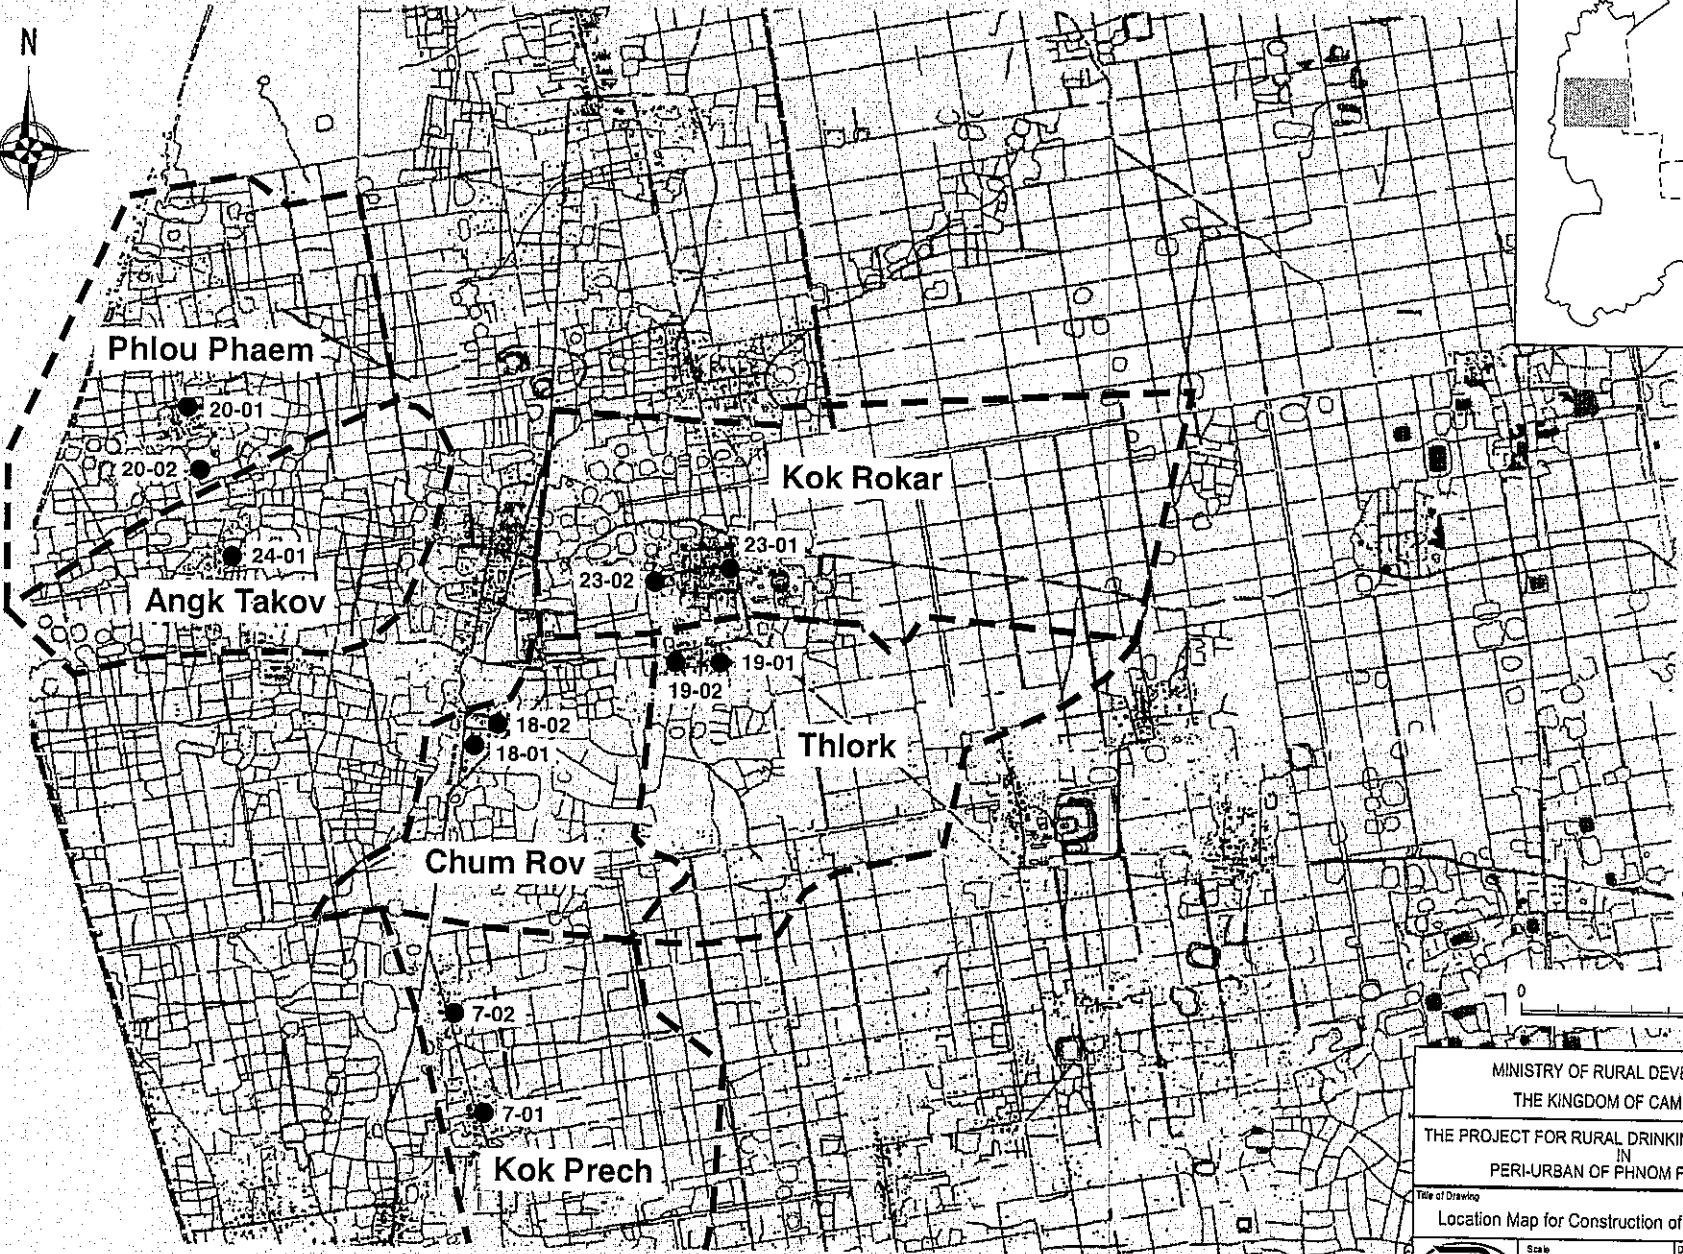 N
Phlou Phaem
20-01
20-02
Kok Rokar
24-01
23-01
23-02
Angk Takov
19-01
19-02
18-02
18-01
Thlork
Chum Rov
7-02
7-01
Kok Prech
0
MINISTRY OF RURAL DEVE
THE KINGDOM OF CAM
THE PROJECT FOR RURAL DRINKIN
IN
PERI-URBAN OF PHNOM P
Title of Drawing
Location Map for Construction of
Scale